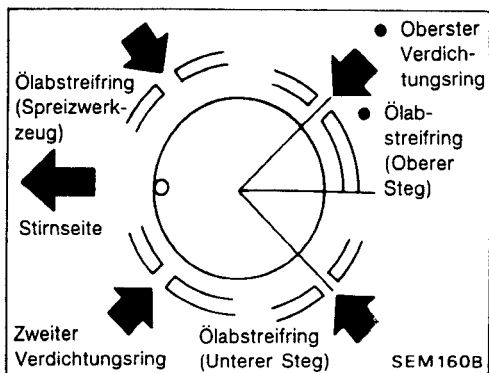 ● Oberster
Verdich-
tungsring
● Ölab-
streifring
(Oberer
Steg)
Ölabstreifring
(Spreizwerk-
zeug)
Stirnseite
Zweiter
Verdichtungsring
Ölabstreifring
(Unterer Steg)
SEM160B